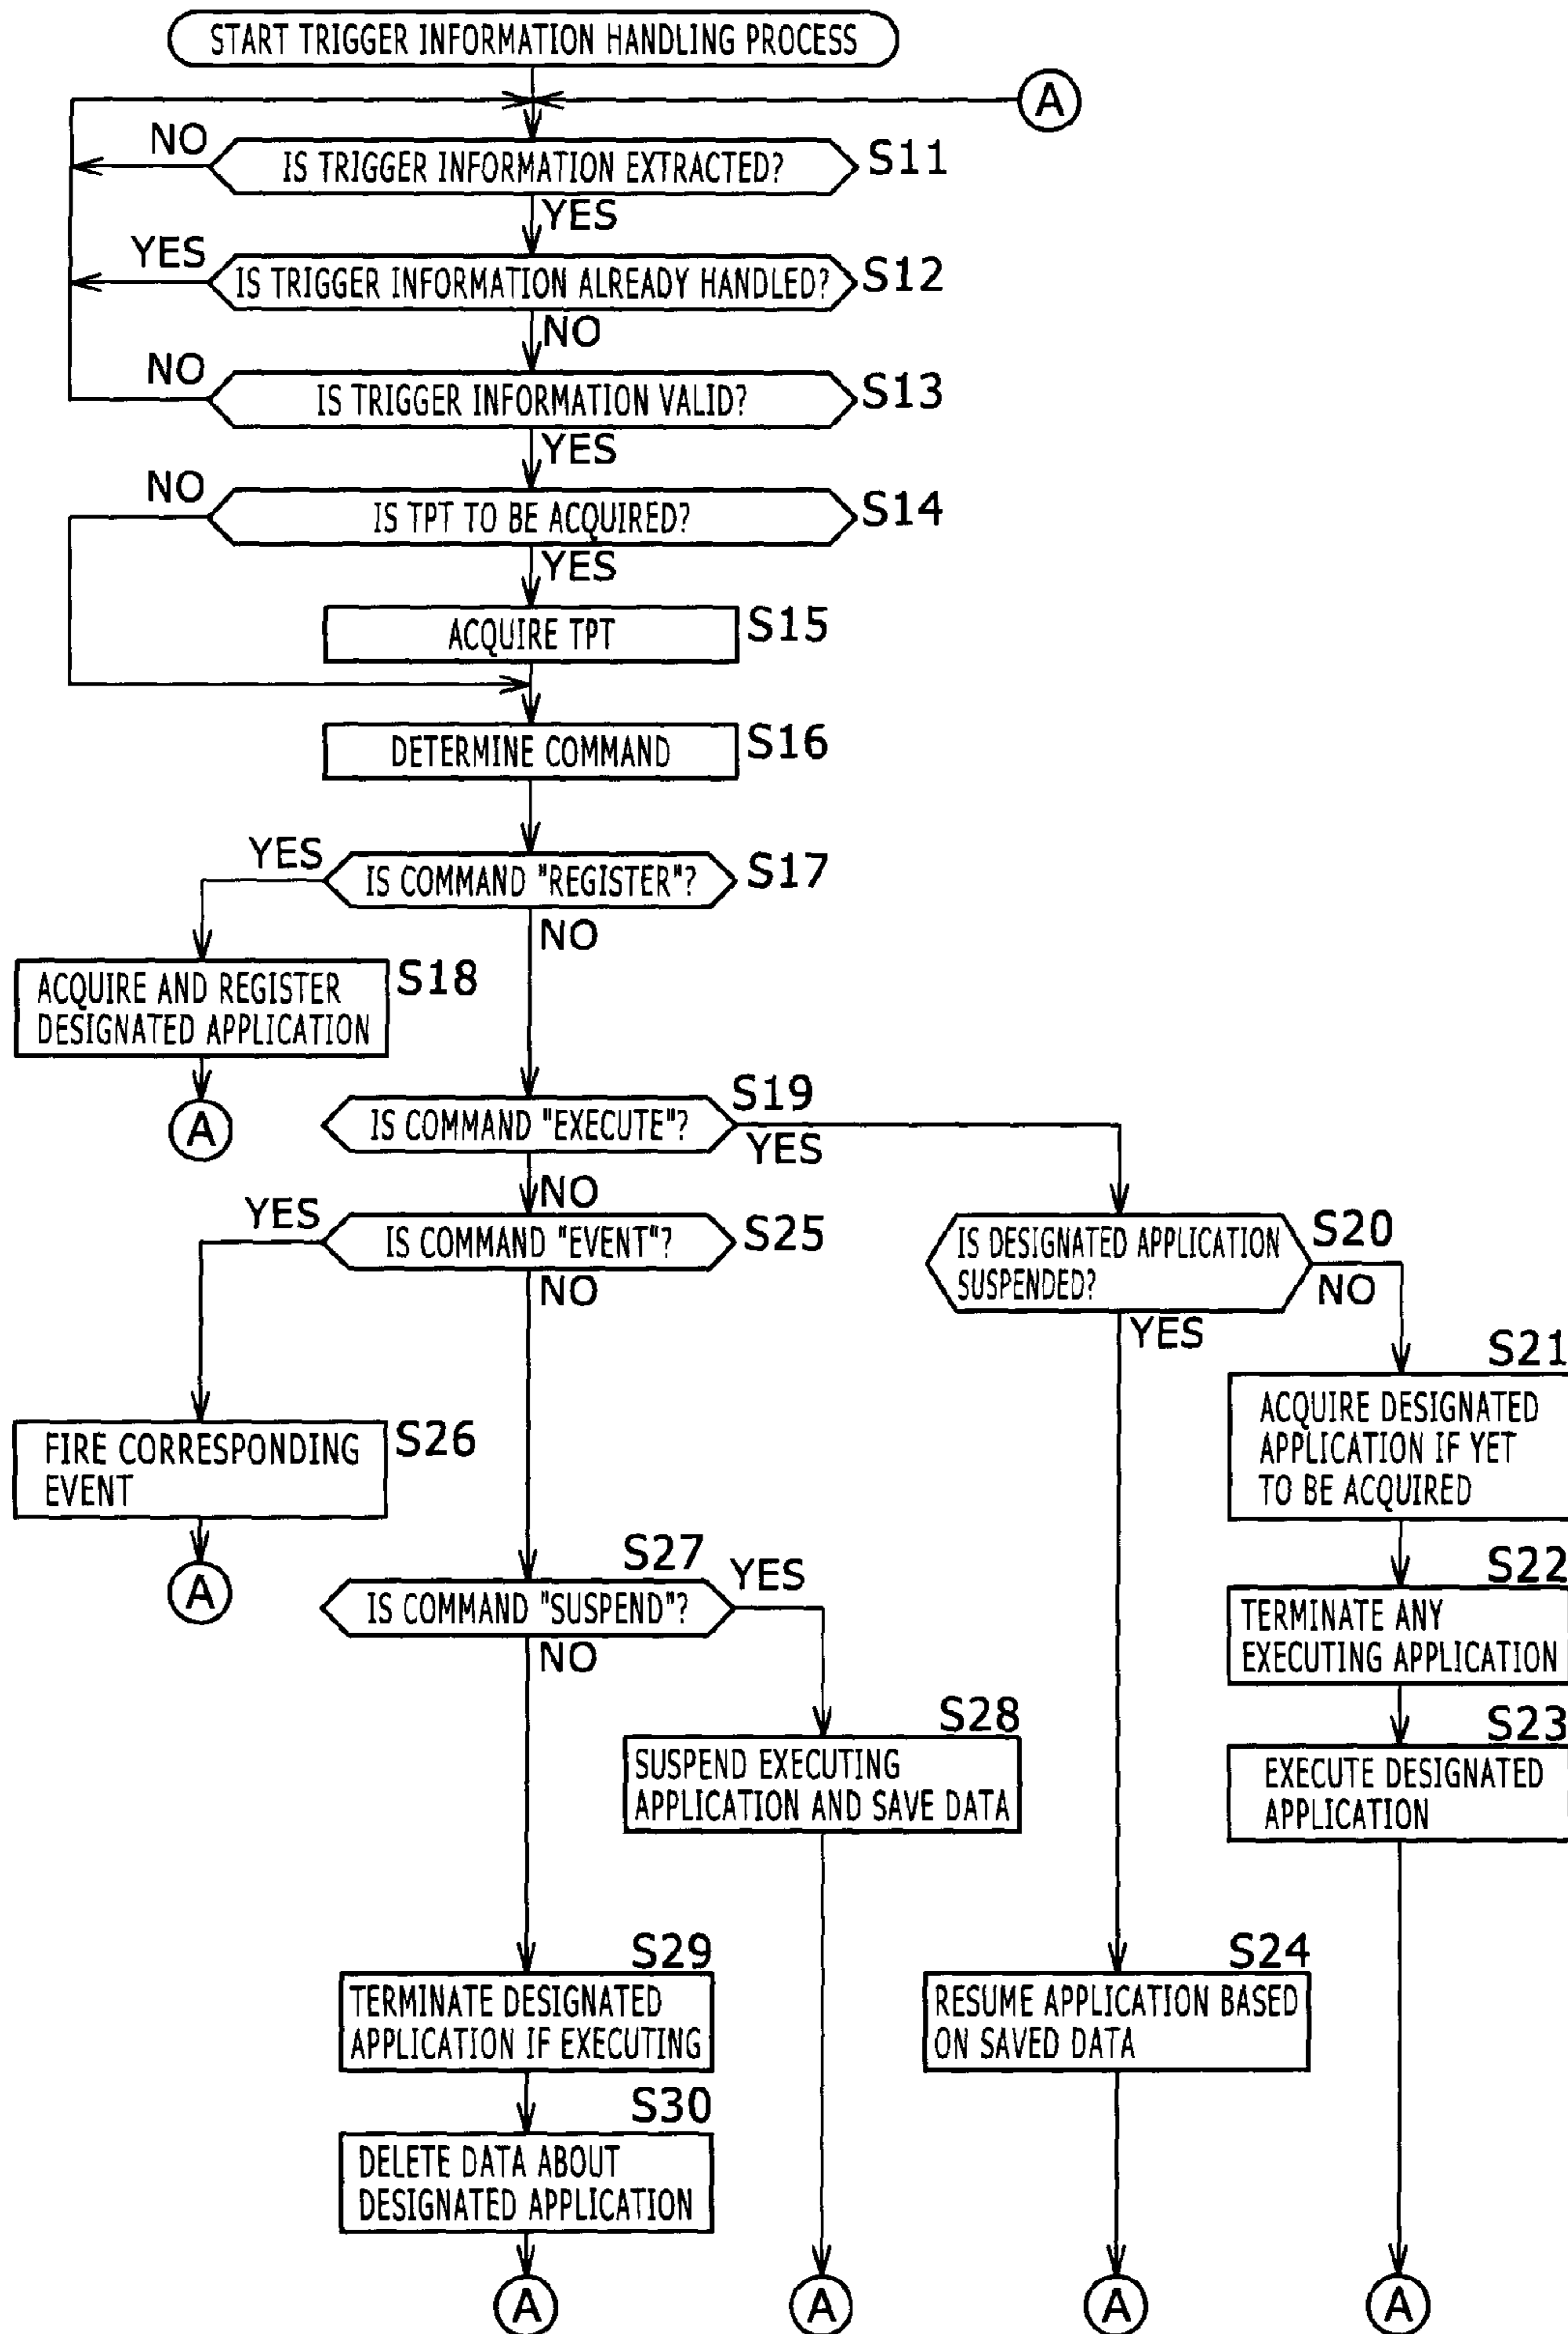 START TRIGGER INFORMATION HANDLING PROCESS
A
NO
IS TRIGGER INFORMATION EXTRACTED?
S11
YES
YES
IS TRIGGER INFORMATION ALREADY HANDLED?
S12
NO
NO
IS TRIGGER INFORMATION VALID?
S13
YES
NO
IS TPT TO BE ACQUIRED?
S14
YES
ACQUIRE TPT
S15
DETERMINE COMMAND
S16
YES
IS COMMAND "REGISTER"?
S17
NO
ACQUIRE AND REGISTER
DESIGNATED APPLICATION
S18
A
IS COMMAND "EXECUTE"?
S19
YES
NO
YES
IS COMMAND "EVENT"?
S25
NO
IS DESIGNATED APPLICATION
SUSPENDED?
S20
NO
YES
S21
ACQUIRE DESIGNATED
APPLICATION IF YET
TO BE ACQUIRED
FIRE CORRESPONDING
EVENT
S26
A
S27
IS COMMAND "SUSPEND"?
YES
NO
S22
TERMINATE ANY
EXECUTING APPLICATION
S28
SUSPEND EXECUTING
APPLICATION AND SAVE DATA
S23
EXECUTE DESIGNATED
APPLICATION
S29
TERMINATE DESIGNATED
APPLICATION IF EXECUTING
S24
RESUME APPLICATION BASED
ON SAVED DATA
S30
DELETE DATA ABOUT
DESIGNATED APPLICATION
A
A
A
A